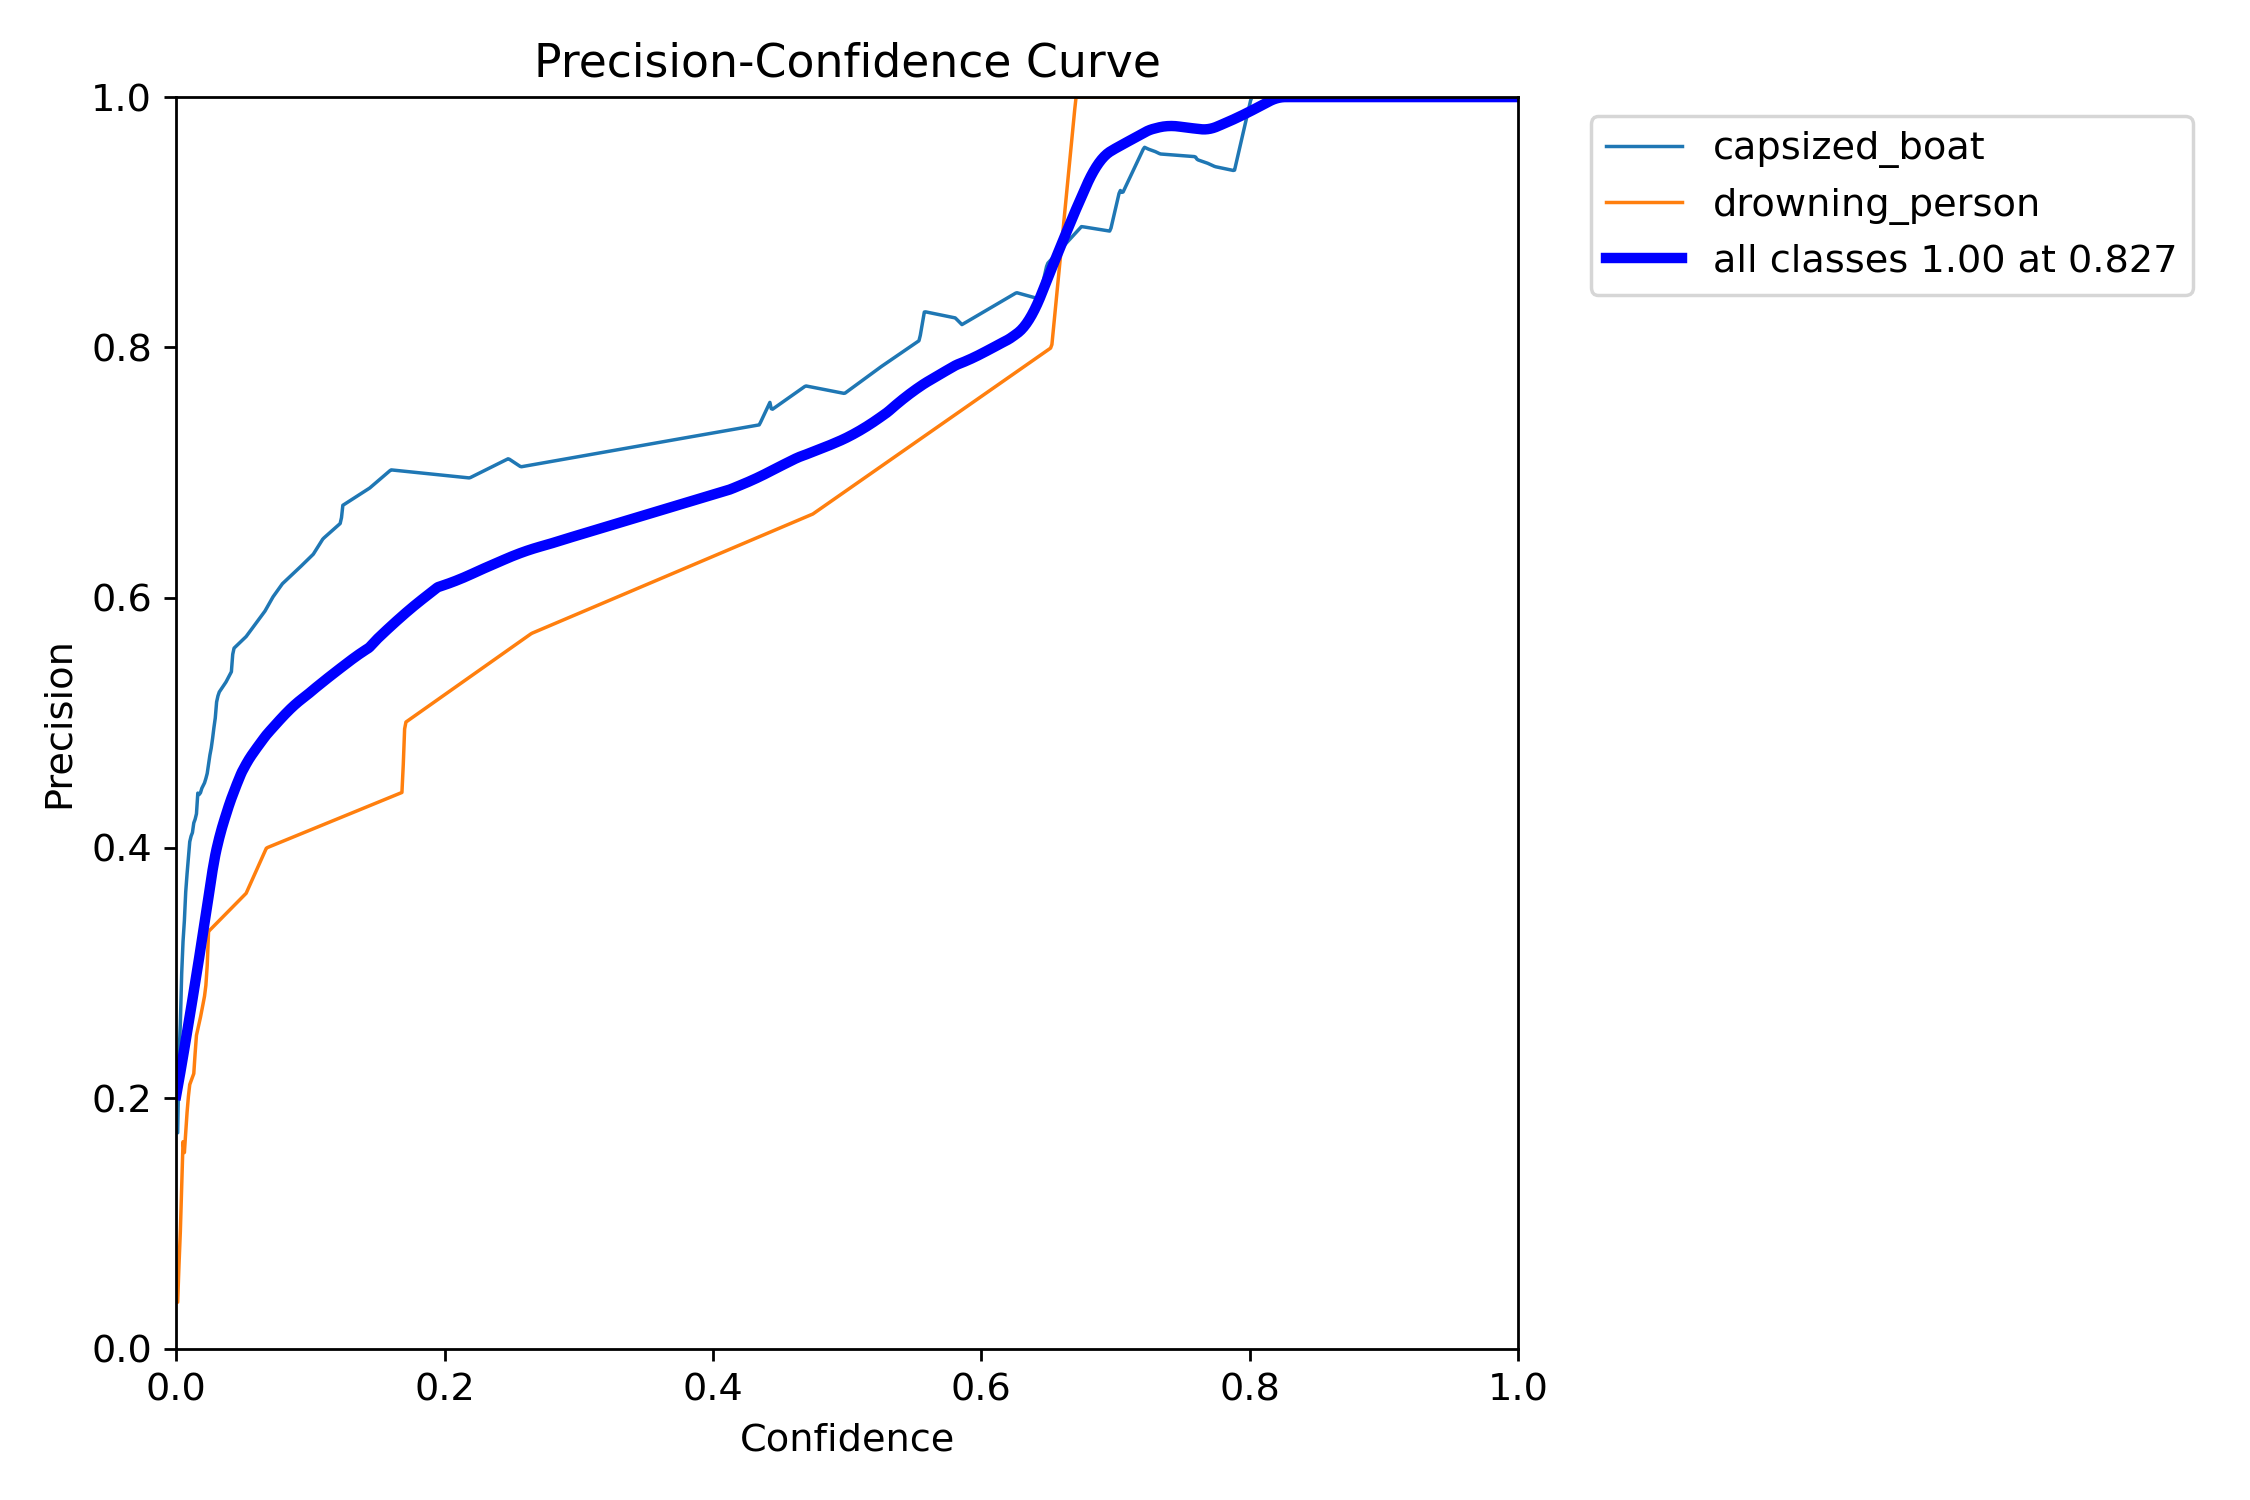 Precision-Confidence Curve
1.0
0.8
0.6
0.4
0.2
0.0
Precision
0.0 0.2 0.4 0.6 0.8 1.0
Confidence
capsized_boat
drowning_person
all classes 1.00 at 0.827